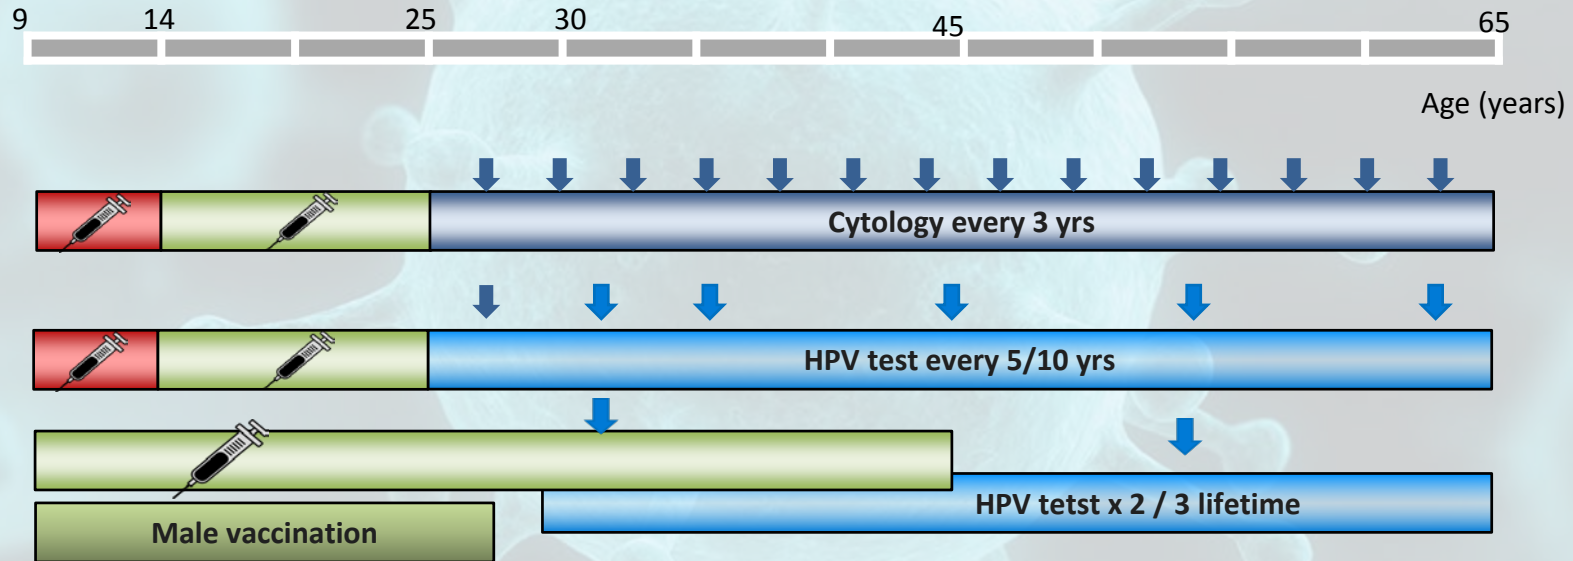 9 14 25 30 45 65
Age (years)
Cytology every 3 yrs
HPV test every 5/10 yrs
HPV tetst x 2 / 3 lifetime
Male vaccination